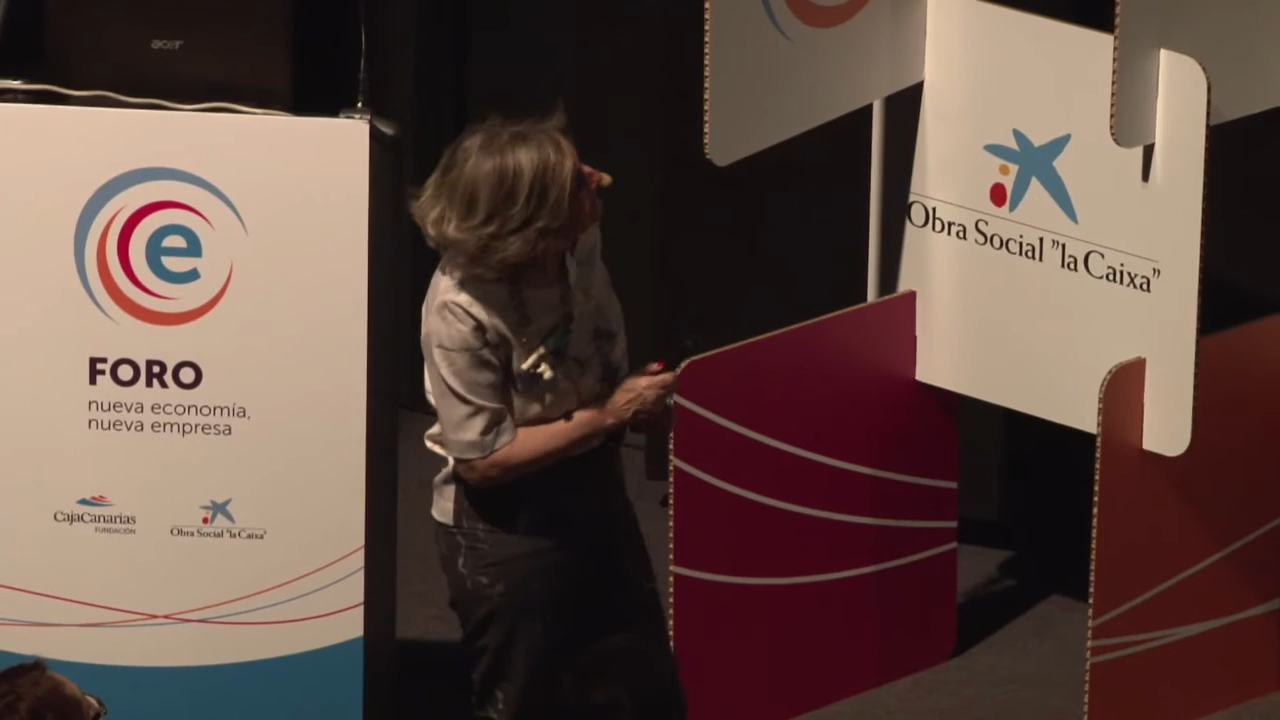 acer
e
FORO
nueva economía,
nueva empresa
CajaCanarias
FUNDACIÓN
Obra Social "la Caixa"
Obra Social "la Caixa"